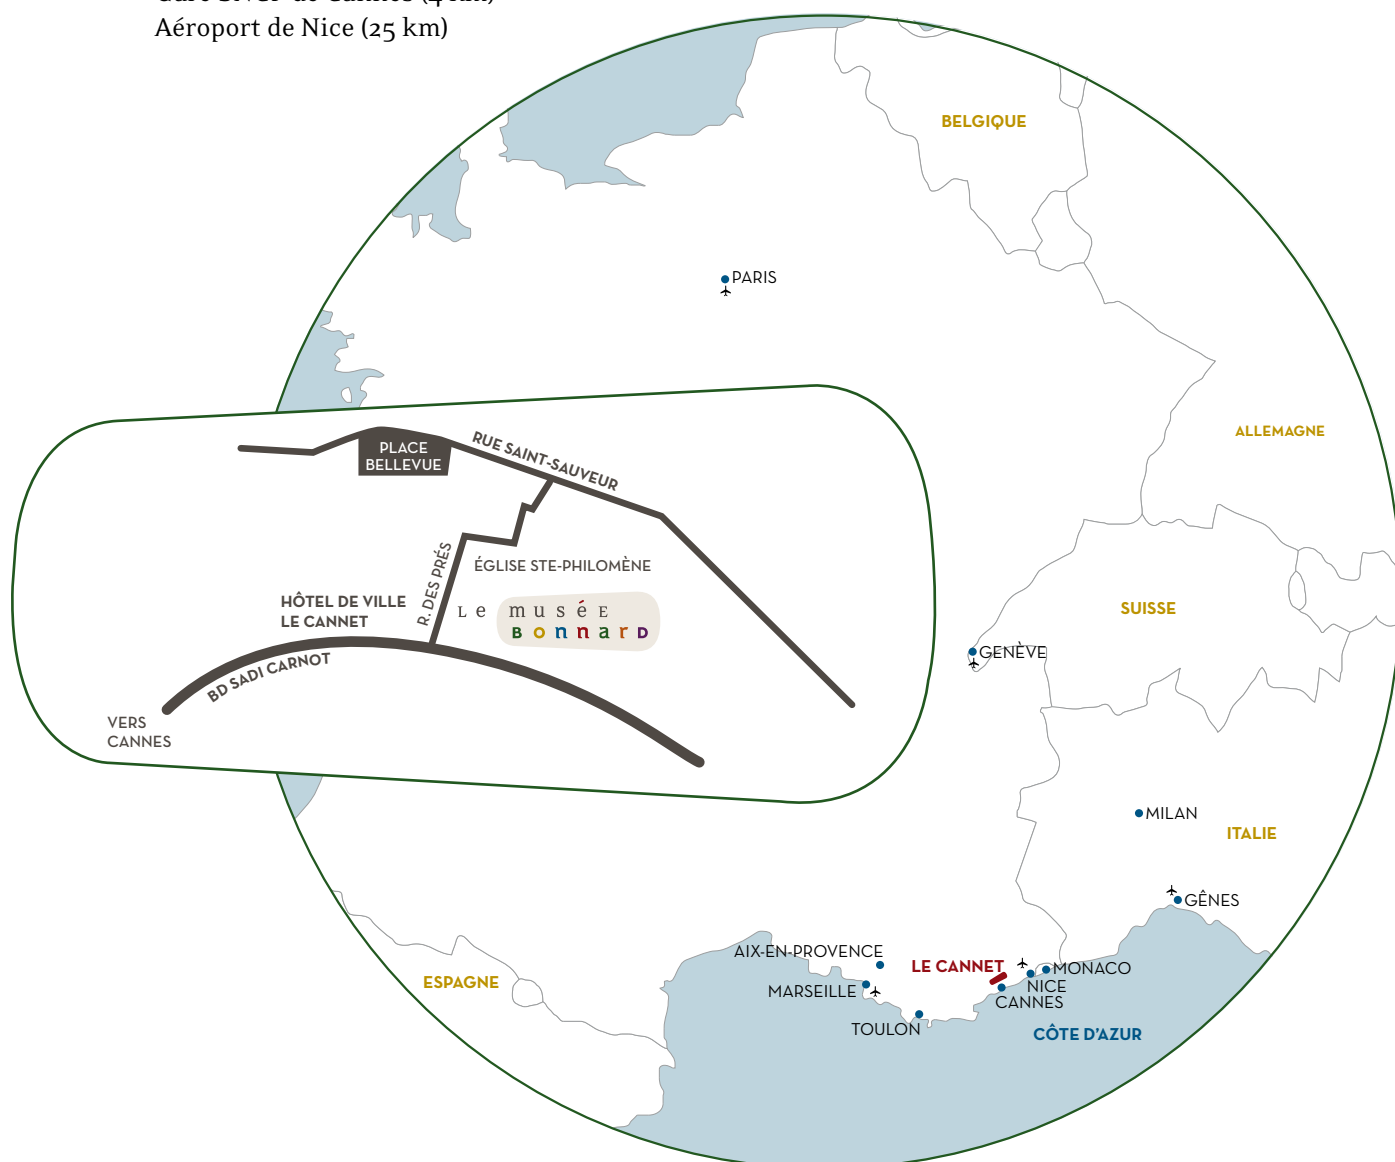 Aéroport de Nice (25 km)
BELGIQUE
PARIS
ALLEMAGNE
PLACE
BELLEVUE
RUE SAINT-SAUVEUR
R. DES PRÉS
ÉGLISE STE-PHILOMÈNE
HÔTEL DE VILLE
LE CANNET
Le muséE
BonnarD
BD SADI CARNOT
VERS
CANNES
SUISSE
GENÈVE
MILAN
ITALIE
GÊNES
AIX-EN-PROVENCE
LE CANNET
MONACO
ESPAGNE
MARSEILLE
NICE
CANNES
TOULON
CÔTE D'AZUR